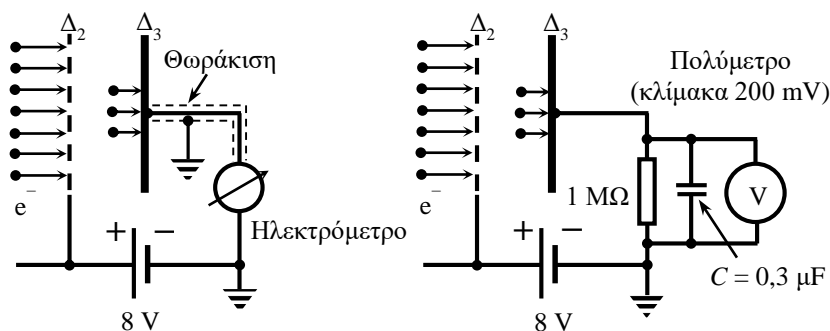 Δ2
Δ3
Θωράκιση
e−
Ηλεκτρόμετρο
+ −
8 V
Δ2
Δ3
Πολύμετρο
(κλίμακα 200 mV)
1 MΩ
V
e−
+ −
C = 0,3 μF
8 V